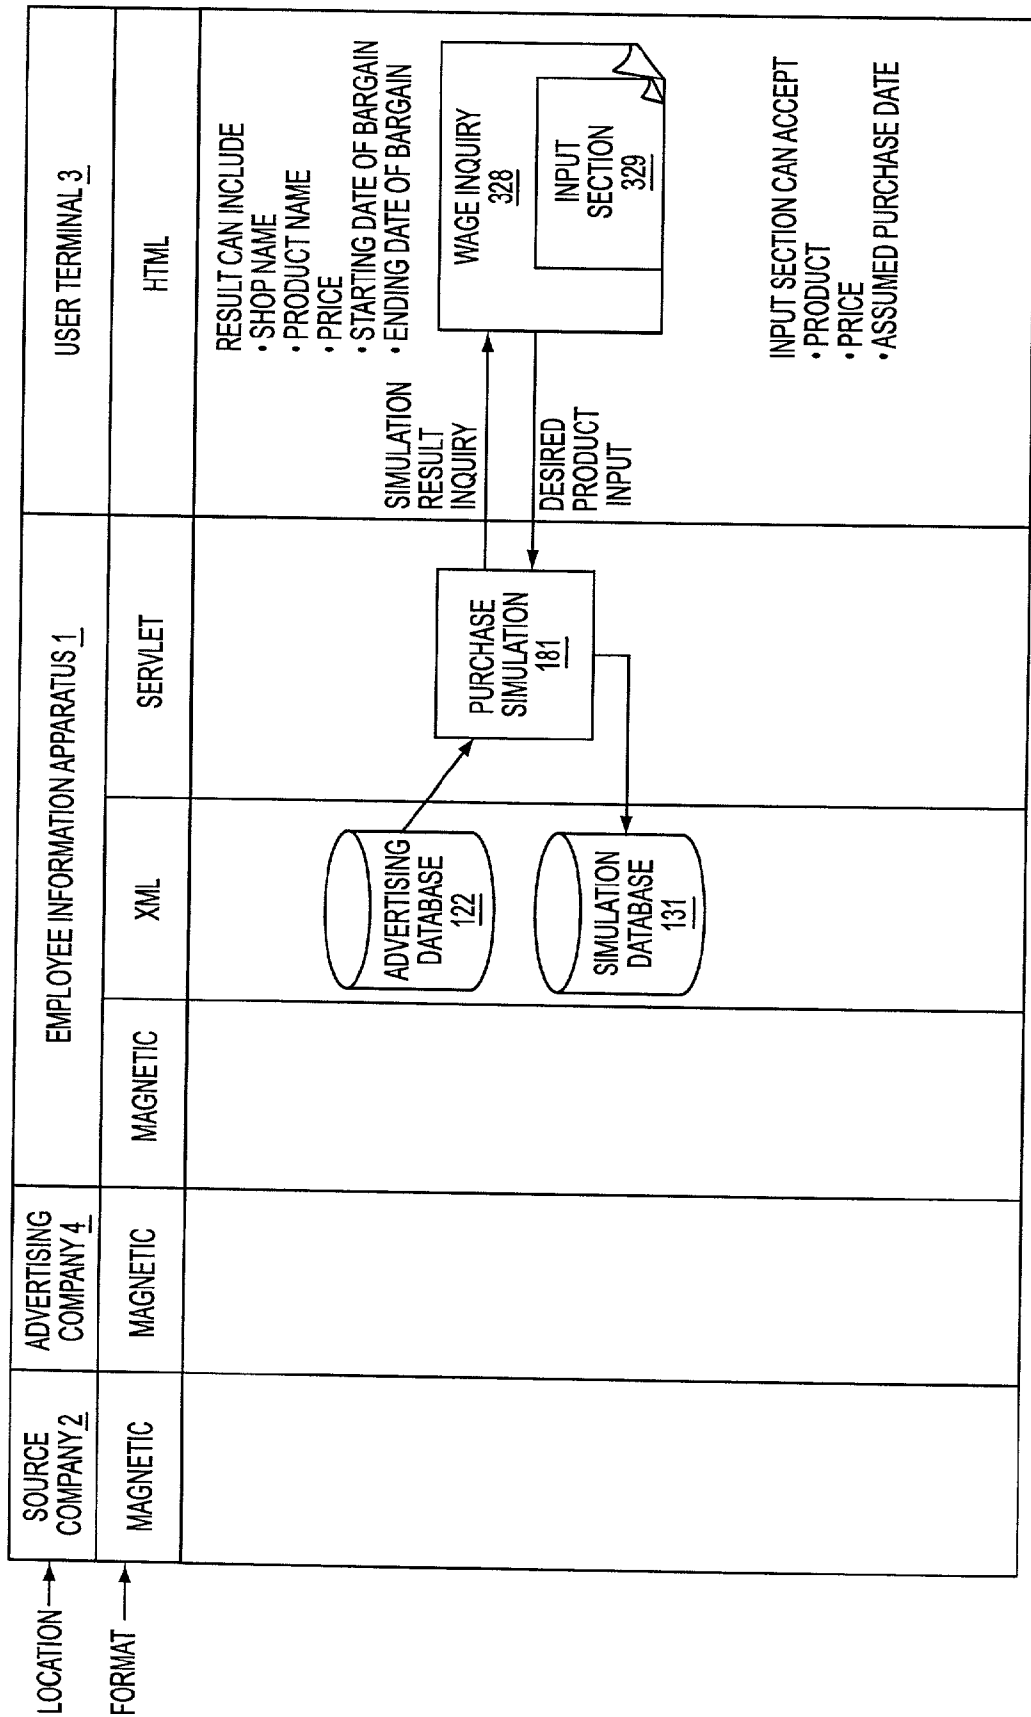 LOCATION
SOURCE
COMPANY 2
ADVERTISING
COMPANY 4
EMPLOYEE INFORMATION APPARATUS 1
USER TERMINAL 3
FORMAT
MAGNETIC
MAGNETIC
MAGNETIC
XML
SERVLET
HTML
ADVERTISING
DATABASE
122
SIMULATION
DATABASE
131
PURCHASE
SIMULATION
181
SIMULATION
RESULT
INQUIRY
DESIRED
PRODUCT
INPUT
RESULT CAN INCLUDE
• SHOP NAME
• PRODUCT NAME
• PRICE
• STARTING DATE OF BARGAIN
• ENDING DATE OF BARGAIN
WAGE INQUIRY
328
INPUT
SECTION
329
INPUT SECTION CAN ACCEPT
• PRODUCT
• PRICE
• ASSUMED PURCHASE DATE